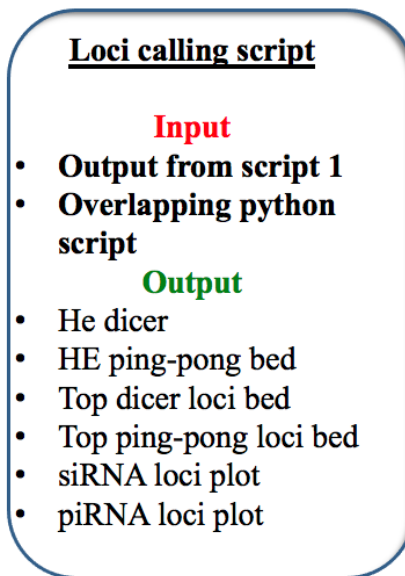 Loci calling script
Input
• Output from script 1
• Overlapping python
script
Output
• He dicer
• HE ping-pong bed
• Top dicer loci bed
• Top ping-pong loci bed
• siRNA loci plot
• piRNA loci plot